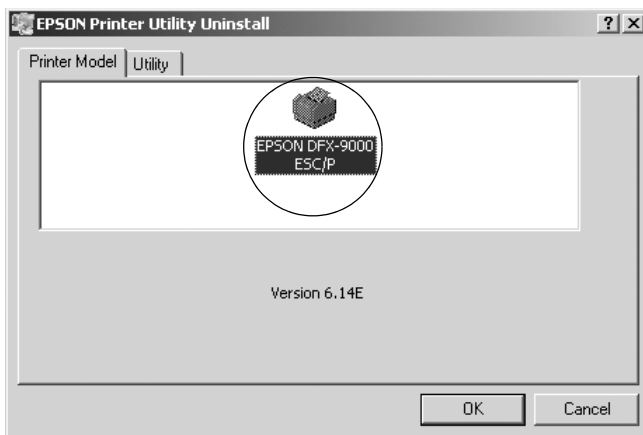 EPSON Printer Utility Uninstall
Printer Model
Utility
EPSON DFX-9000
ESC/P
Version 6.14E
OK
Cancel